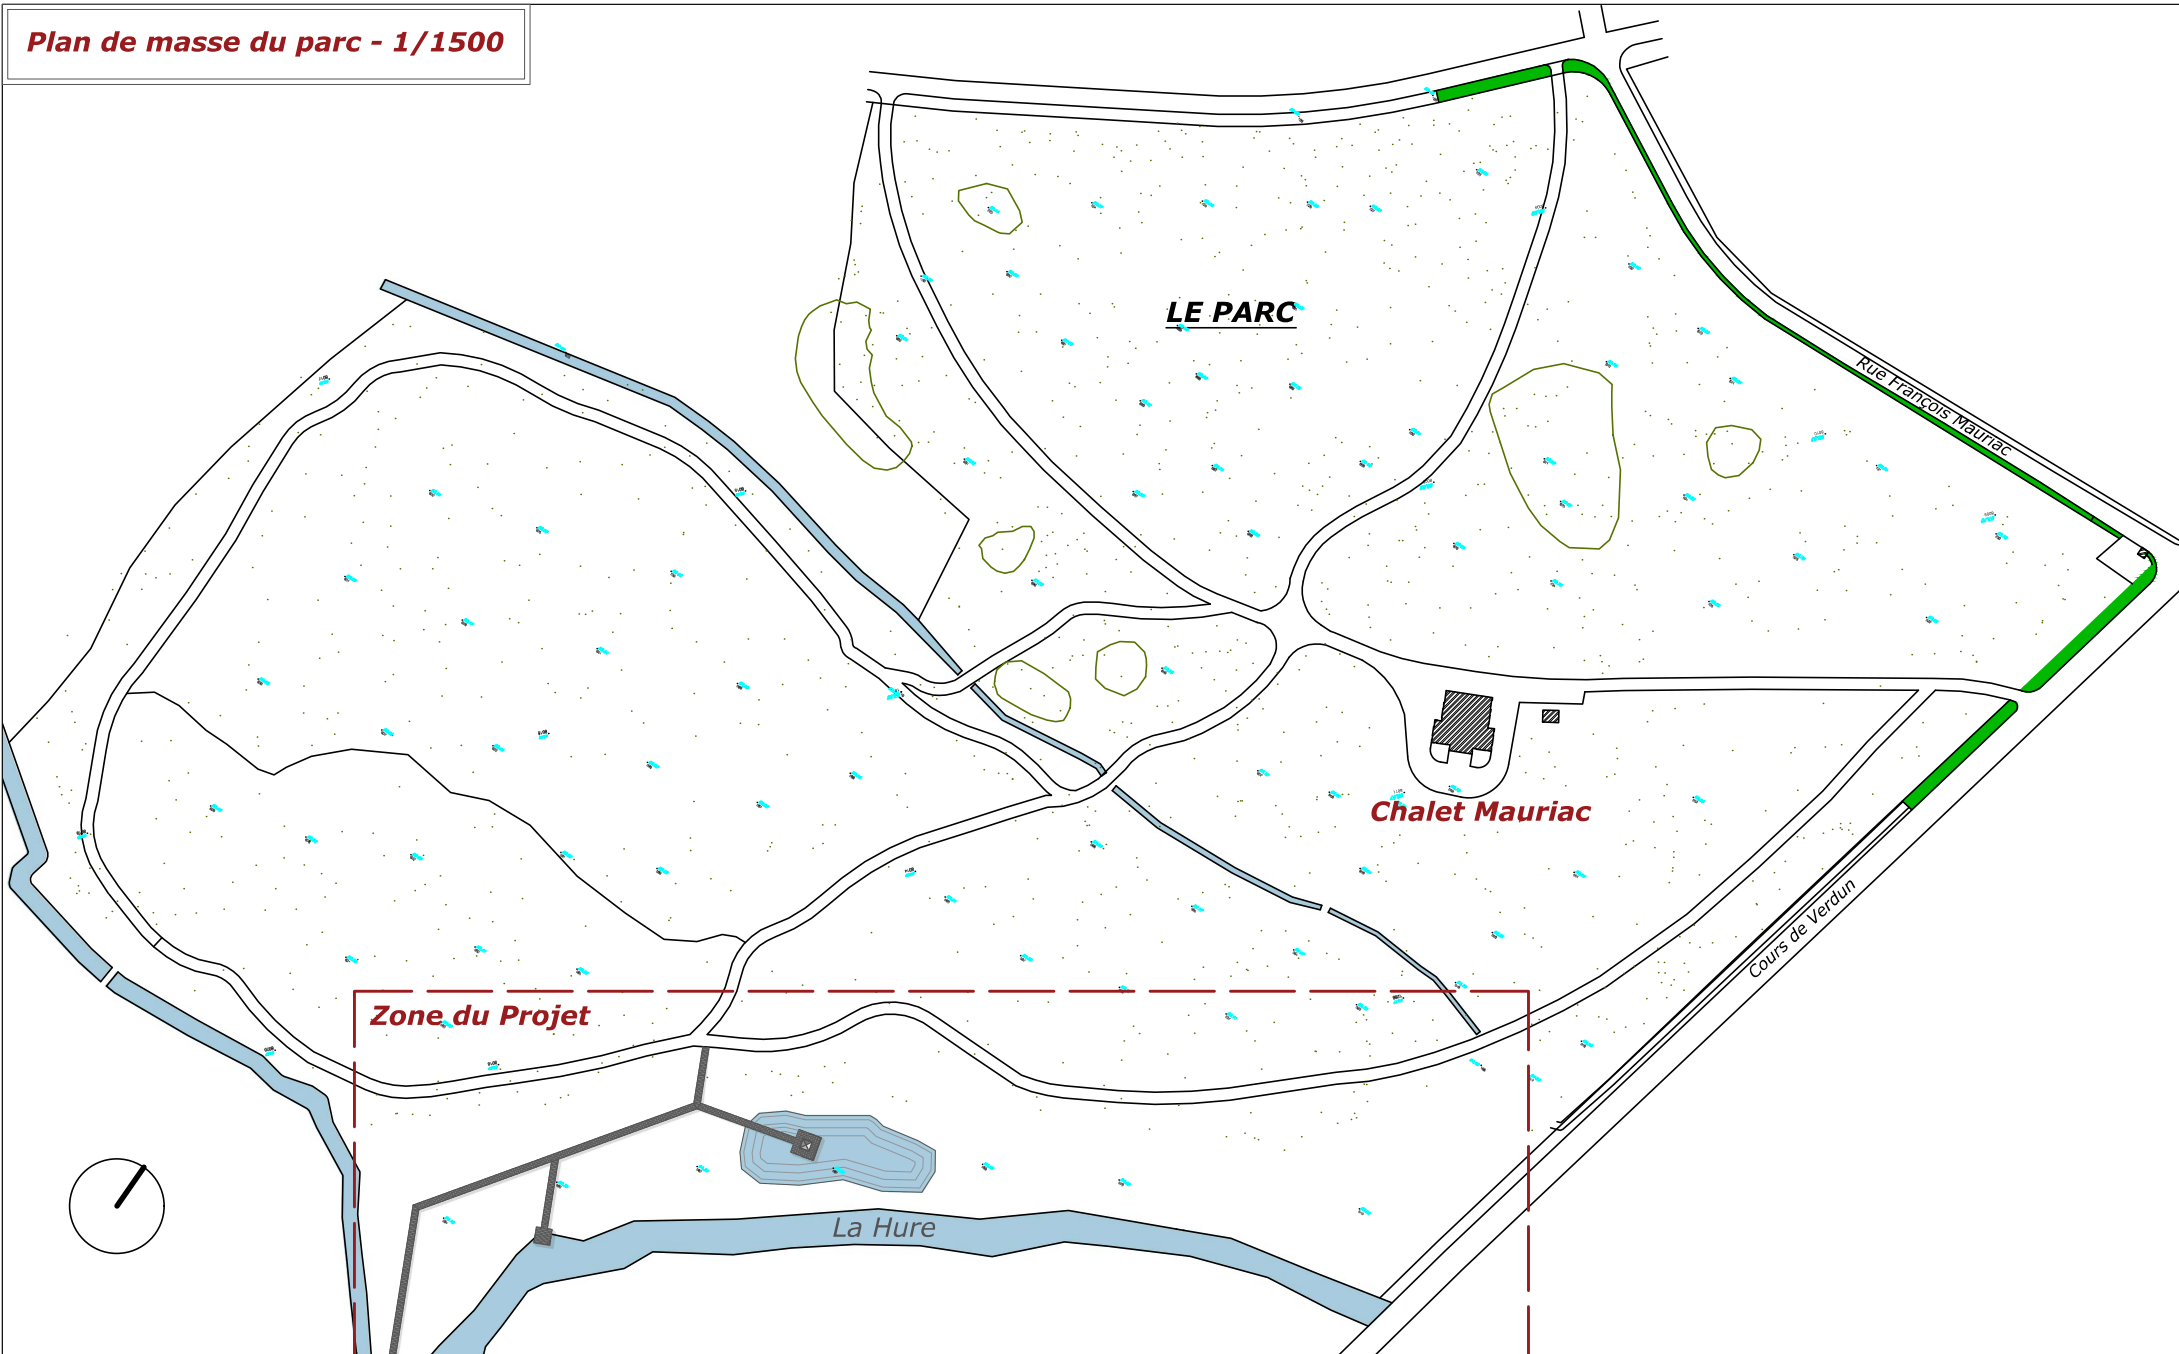 Plan de masse du parc - 1/1500
LE PARC
Rue François Mauriac
Chalet Mauriac
Cours de Verdun
Zone du Projet
La Hure